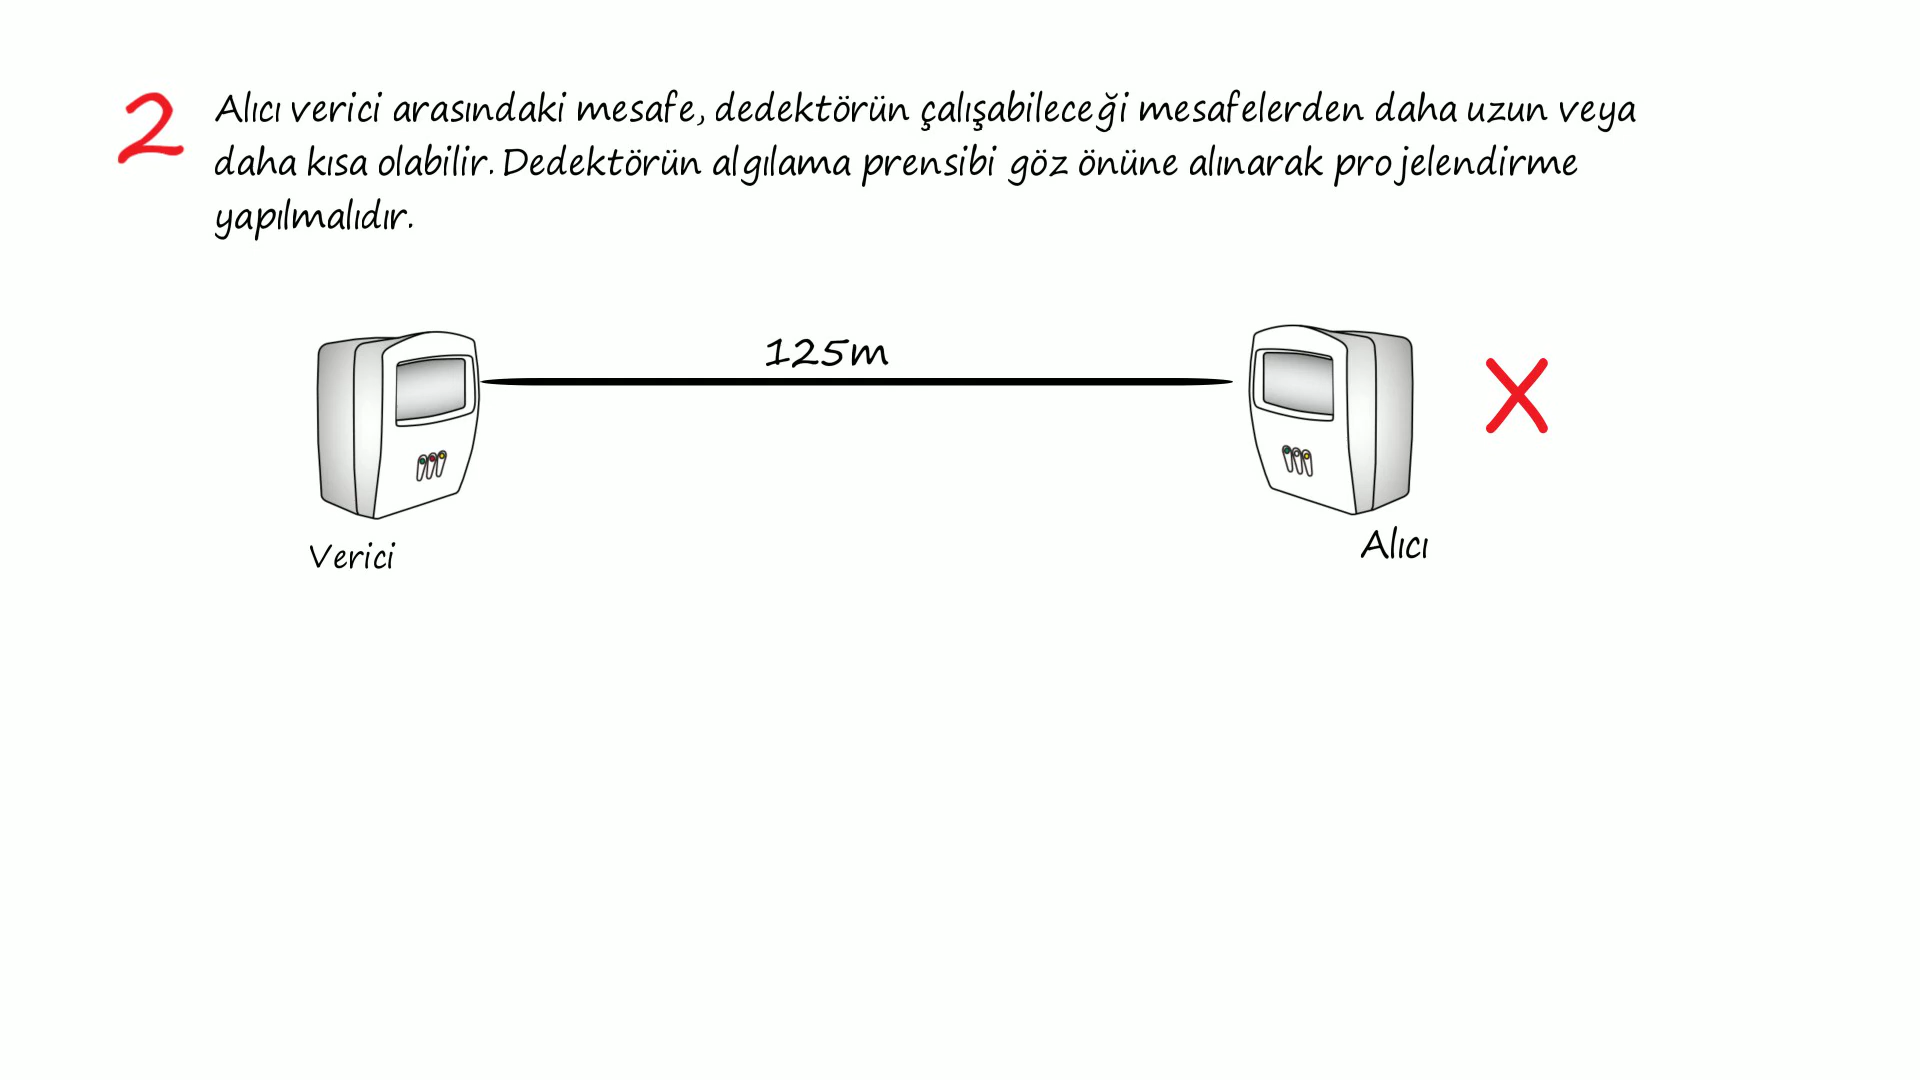 2
Alıcı verici arasındaki mesafe, dedektörün çalışabileceği mesafelerden daha uzun veya
daha kısa olabilir. Dedektörün algılama prensibi göz önüne alınarak projelendirme
yapılmalıdır.
125m
Verici
Alıcı